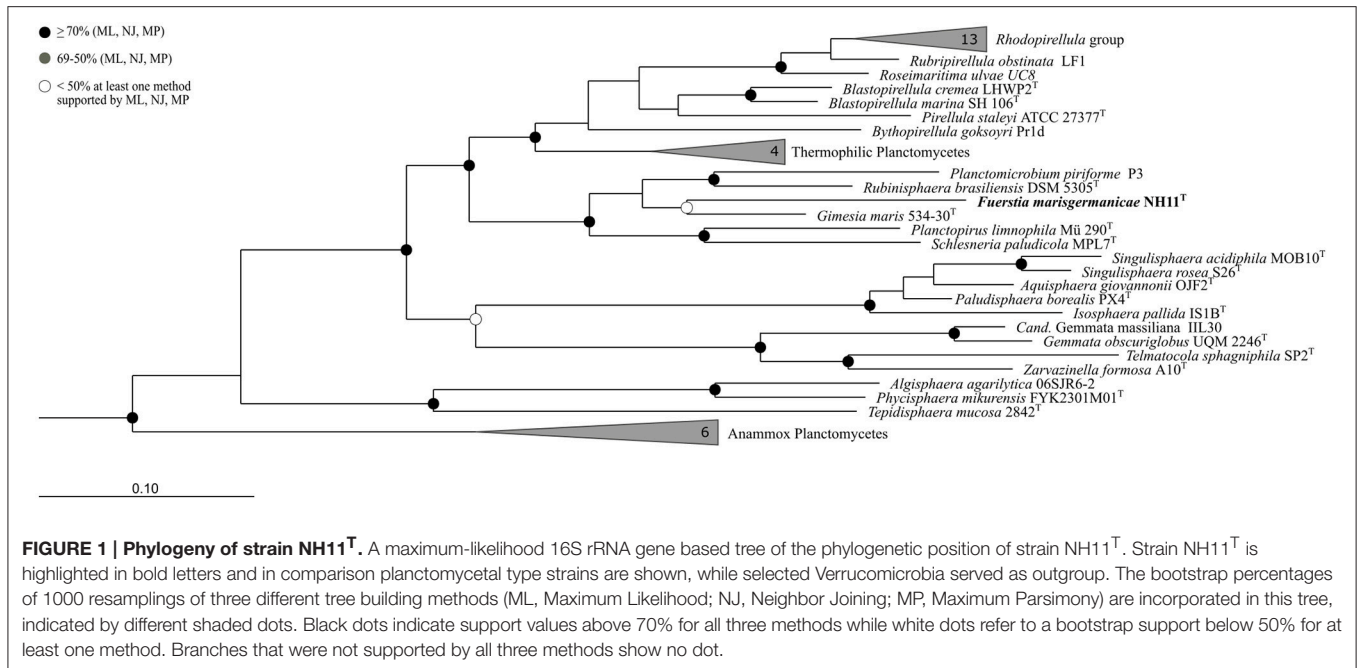 ≥ 70% (ML, NJ, MP)
69-50% (ML, NJ, MP)
< 50% at least one method
supported by ML, NJ, MP
13 Rhodopirellula group
Rubripirellula obstinata LF1
Roseimaritima ulvae UC8
Blastopirellula cremea LHWP2ᵀ
Blastopirellula marina SH 106ᵀ
Pirellula staleyi ATCC 27377ᵀ
Bythopirellula goksoyri Pr1d
4 Thermophilic Planctomycetes
Planctomicrobium piriforme P3
Rubinisphaera brasiliensis DSM 5305ᵀ
Fuerstia marisgermanicae NH11ᵀ
Gimesia maris 534-30ᵀ
Planctopirus limnophila Mü 290ᵀ
Schlesneria paludicola MPL7ᵀ
Singulisphaera acidiphila MOB10ᵀ
Singulisphaera rosea S26ᵀ
Aquisphaera giovannonii OJF2ᵀ
Paludisphaera borealis PX4ᵀ
Isosphaera pallida IS1Bᵀ
Cand. Gemmata massiliana IIL30
Gemmata obscuriglobus UQM 2246ᵀ
Telmatocola sphagniphila SP2ᵀ
Zarvazinella formosa A10ᵀ
Algisphaera agarilytica 06SJR6-2
Phycisphaera mikurensis FYK2301M01ᵀ
Tepidisphaera mucosa 2842ᵀ
6 Anammox Planctomycetes
0.10
FIGURE 1 | Phylogeny of strain NH11ᵀ. A maximum-likelihood 16S rRNA gene based tree of the phylogenetic position of strain NH11ᵀ. Strain NH11ᵀ is
highlighted in bold letters and in comparison planctomycetal type strains are shown, while selected Verrucomicrobia served as outgroup. The bootstrap percentages
of 1000 resamplings of three different tree building methods (ML, Maximum Likelihood; NJ, Neighbor Joining; MP, Maximum Parsimony) are incorporated in this tree,
indicated by different shaded dots. Black dots indicate support values above 70% for all three methods while white dots refer to a bootstrap support below 50% for at
least one method. Branches that were not supported by all three methods show no dot.